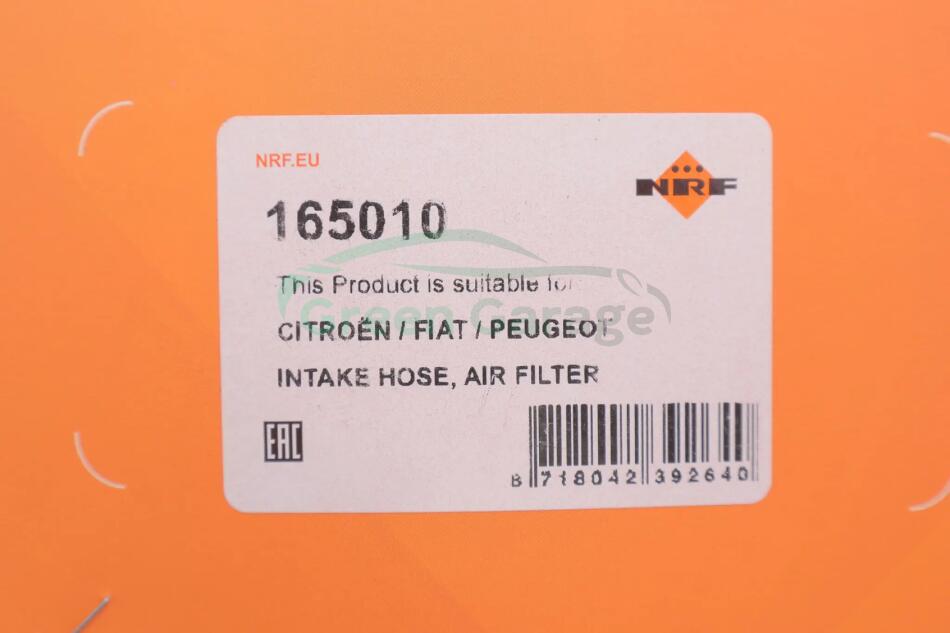 NRF.EU
NRF
165010
This Product is suitable for
Green Garage
CITROËN / FIAT / PEUGEOT
INTAKE HOSE, AIR FILTER
EAC
8 718042 392640